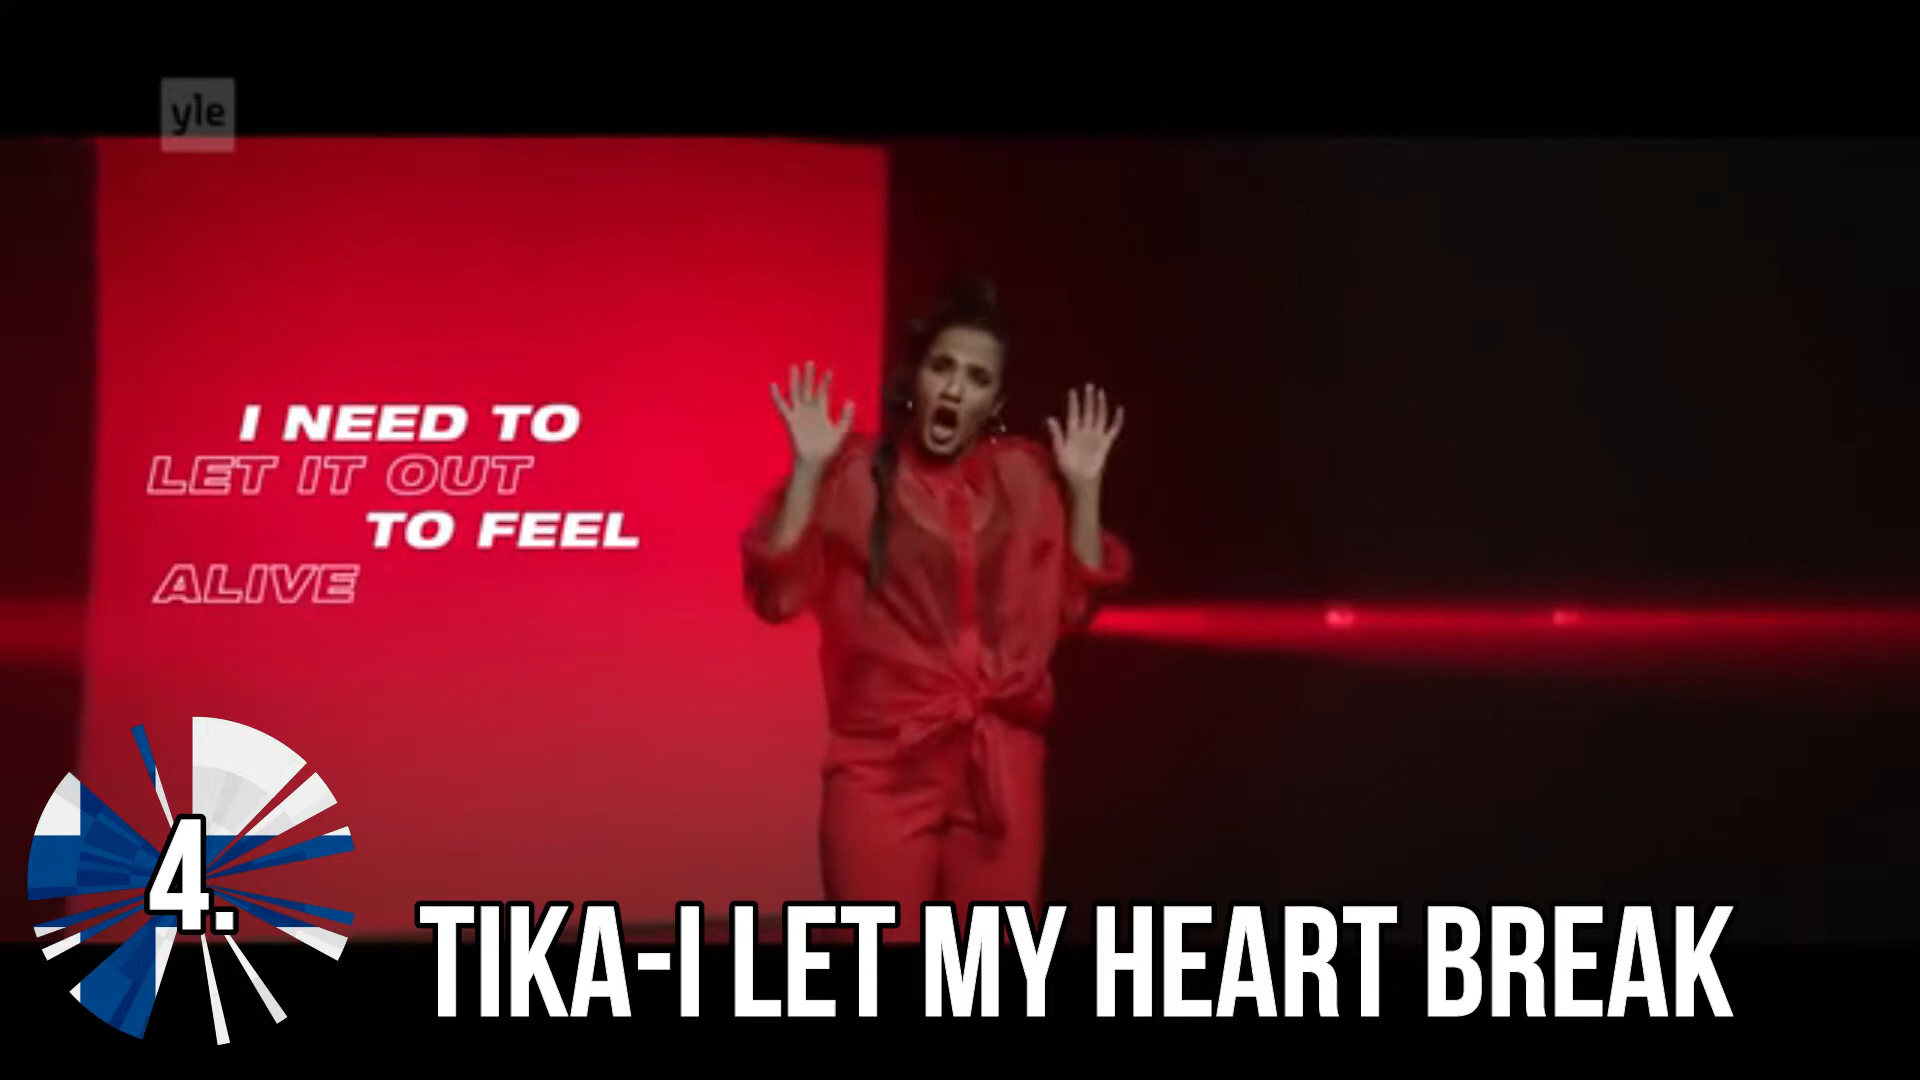 yle
I NEED TO
LET IT OUT
TO FEEL
ALIVE
4.
TIKA-I LET MY HEART BREAK